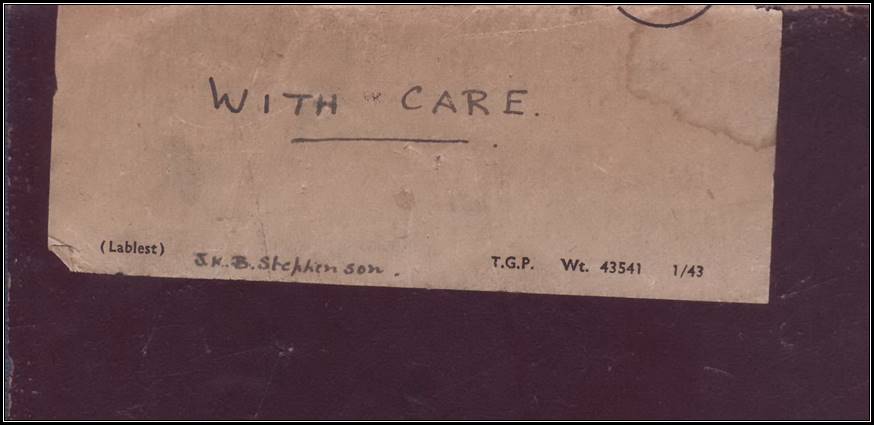 WITH CARE.
(Lablest)
J.K.B. Stephenson.
T.G.P. Wt. 43541 1/43